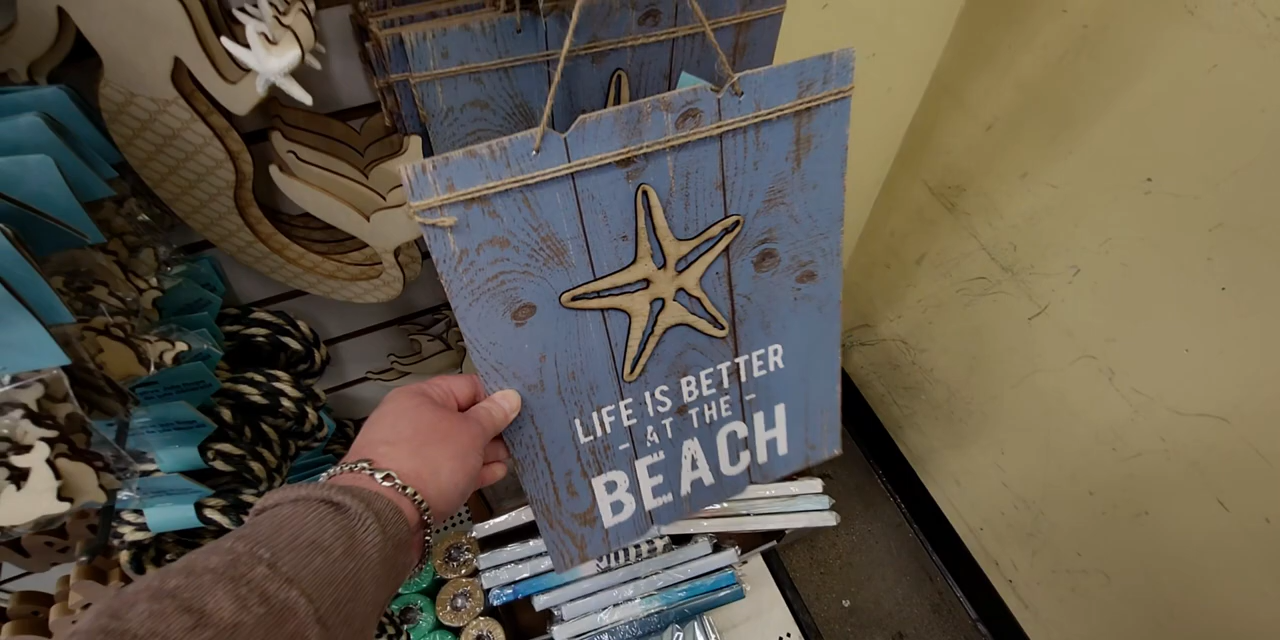 LIFE IS BETTER
- AT THE -
BEACH